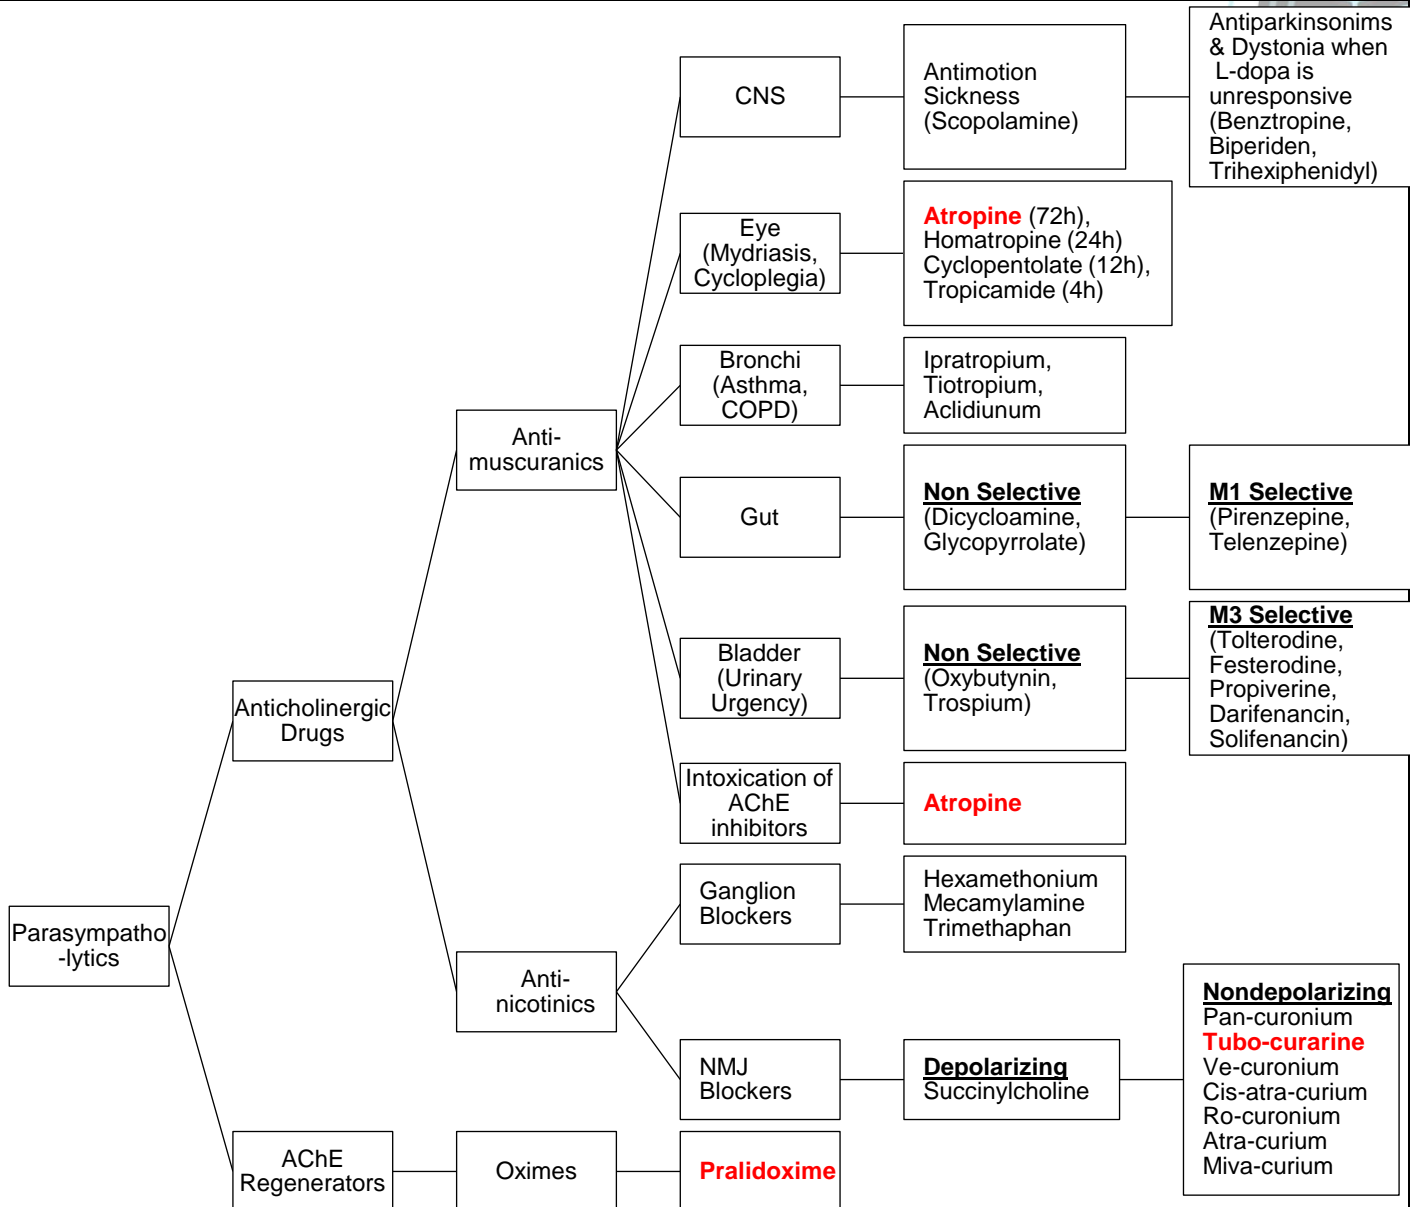 CNS
Antimotion
Sickness
(Scopolamine)
Antiparkinsonims
& Dystonia when
L-dopa is
unresponsive
(Benztropine,
Biperiden,
Trihexiphenidyl)
Eye
(Mydriasis,
Cycloplegia)
Atropine (72h),
Homatropine (24h)
Cyclopentolate (12h),
Tropicamide (4h)
Bronchi
(Asthma,
COPD)
Ipratropium,
Tiotropium,
Aclidiunum
Anti-
muscuranics
Gut
Non Selective
(Dicycloamine,
Glycopyrrolate)
M1 Selective
(Pirenzepine,
Telenzepine)
Bladder
(Urinary
Urgency)
Non Selective
(Oxybutynin,
Trospium)
M3 Selective
(Tolterodine,
Festerodine,
Propiverine,
Darifenancin,
Solifenancin)
Anticholinergic
Drugs
Intoxication of
AChE
inhibitors
Atropine
Ganglion
Blockers
Hexamethonium
Mecamylamine
Trimethaphan
Parasympatho
-lytics
Anti-
nicotinics
NMJ
Blockers
Depolarizing
Succinylcholine
Nondepolarizing
Pan-curonium
Tubo-curarine
Ve-curonium
Cis-atra-curium
Ro-curonium
Atra-curium
Miva-curium
AChE
Regenerators
Oximes
Pralidoxime